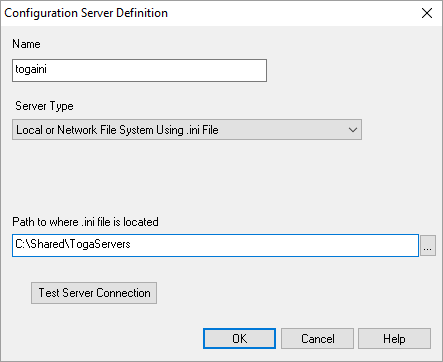 Configuration Server Definition
Name
togaini
Server Type
Local or Network File System Using .ini File
Path to where .ini file is located
C:\Shared\TogaServers
...
Test Server Connection
OK Cancel Help